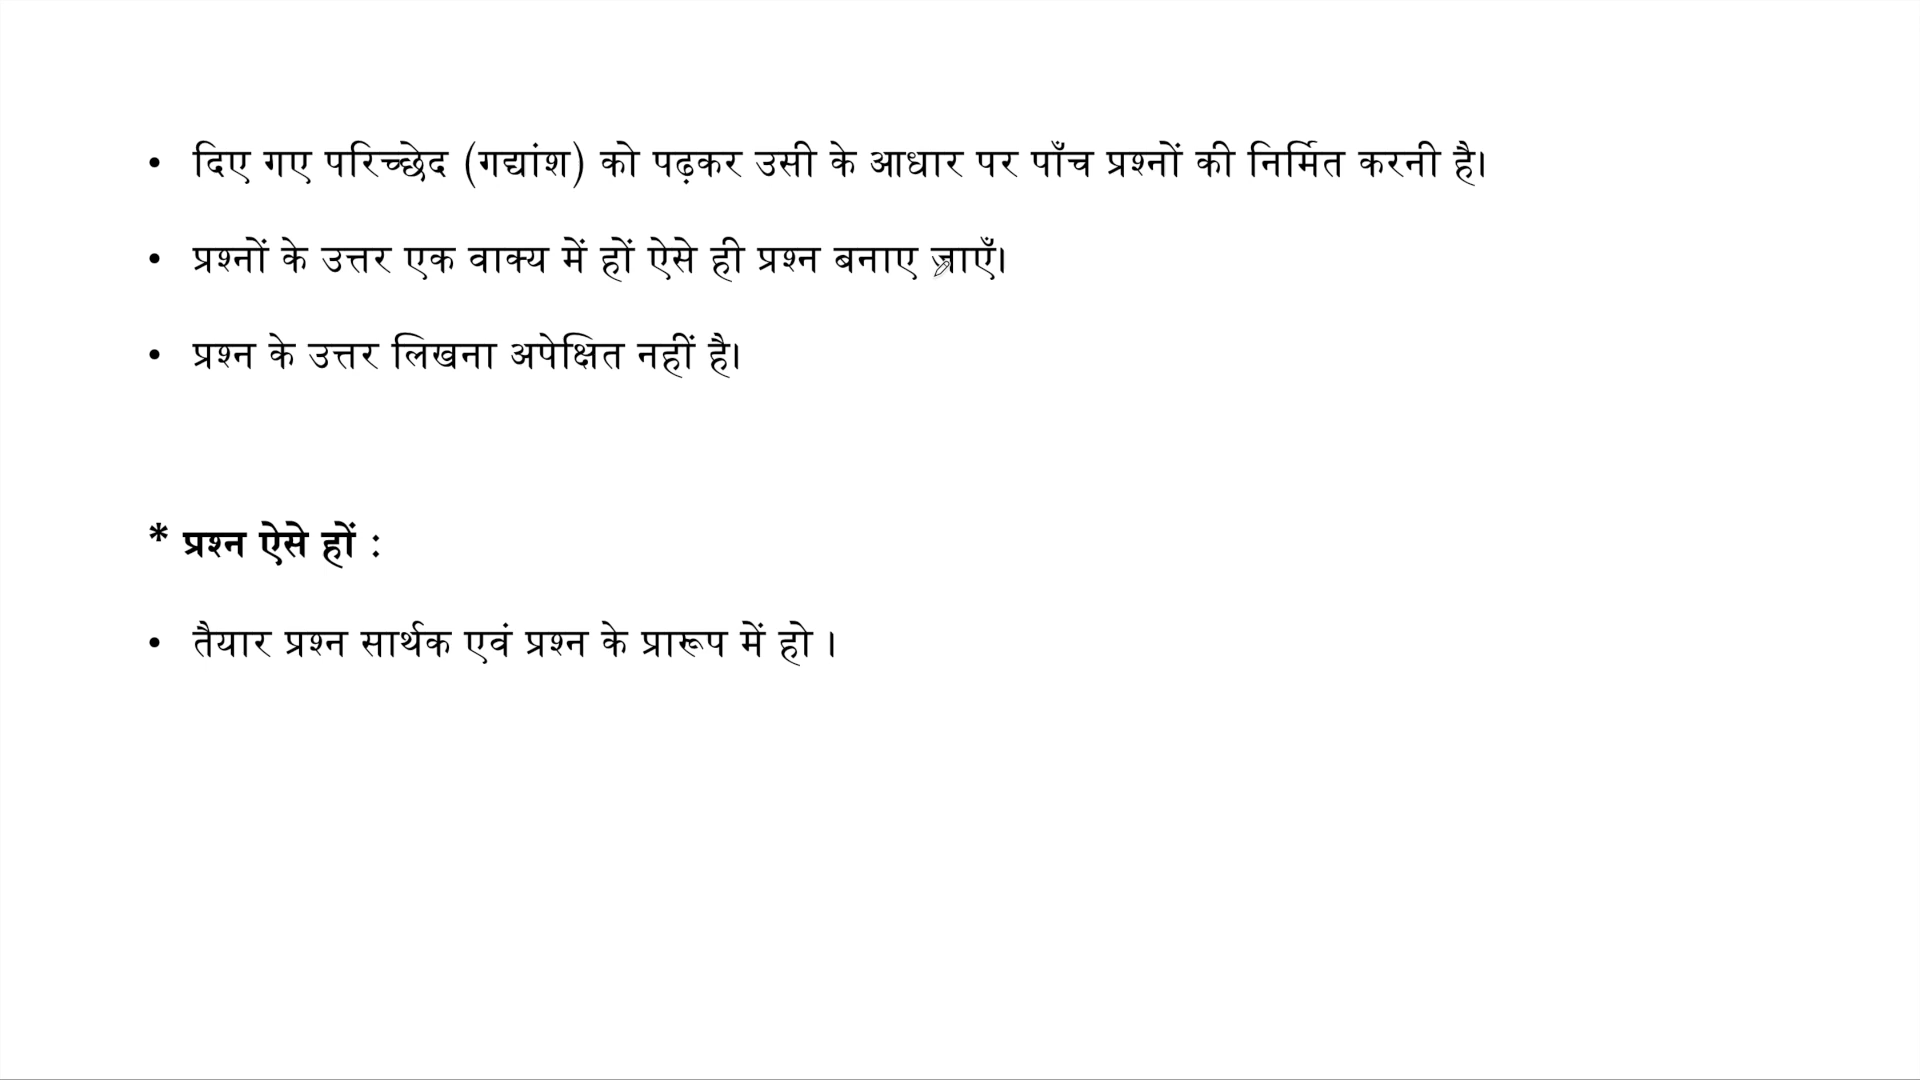 • दिए गए परिच्छेद (गद्यांश) को पढ़कर उसी के आधार पर पाँच प्रश्नों की निर्मित करनी है।
• प्रश्नों के उत्तर एक वाक्य में हों ऐसे ही प्रश्न बनाए जाएँ।
• प्रश्न के उत्तर लिखना अपेक्षित नहीं है।
* प्रश्न ऐसे हों :
• तैयार प्रश्न सार्थक एवं प्रश्न के प्रारूप में हो ।